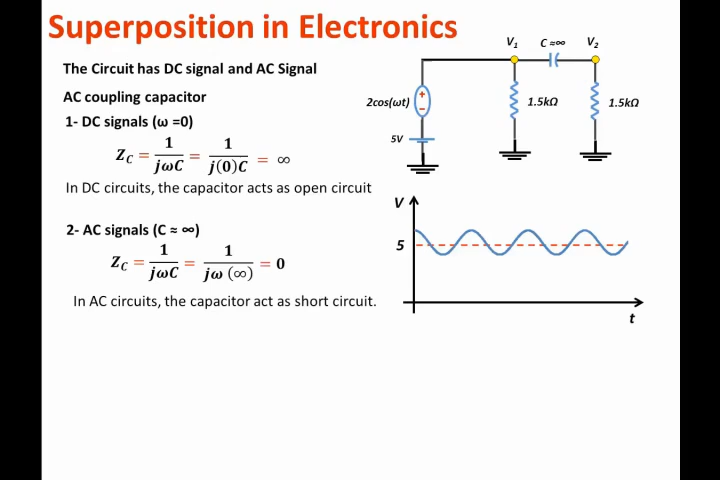 Superposition in Electronics
The Circuit has DC signal and AC Signal
AC coupling capacitor
1- DC signals (ω =0)
Z_C = 1/jωC = 1/j(0)C = ∞
In DC circuits, the capacitor acts as open circuit
2- AC signals (C ≈ ∞)
Z_C = 1/jωC = 1/jω (∞) = 0
In AC circuits, the capacitor act as short circuit.
V₁ C ≈∞ V₂
2cos(ωt) + − 1.5kΩ 1.5kΩ
5V
V
5
t